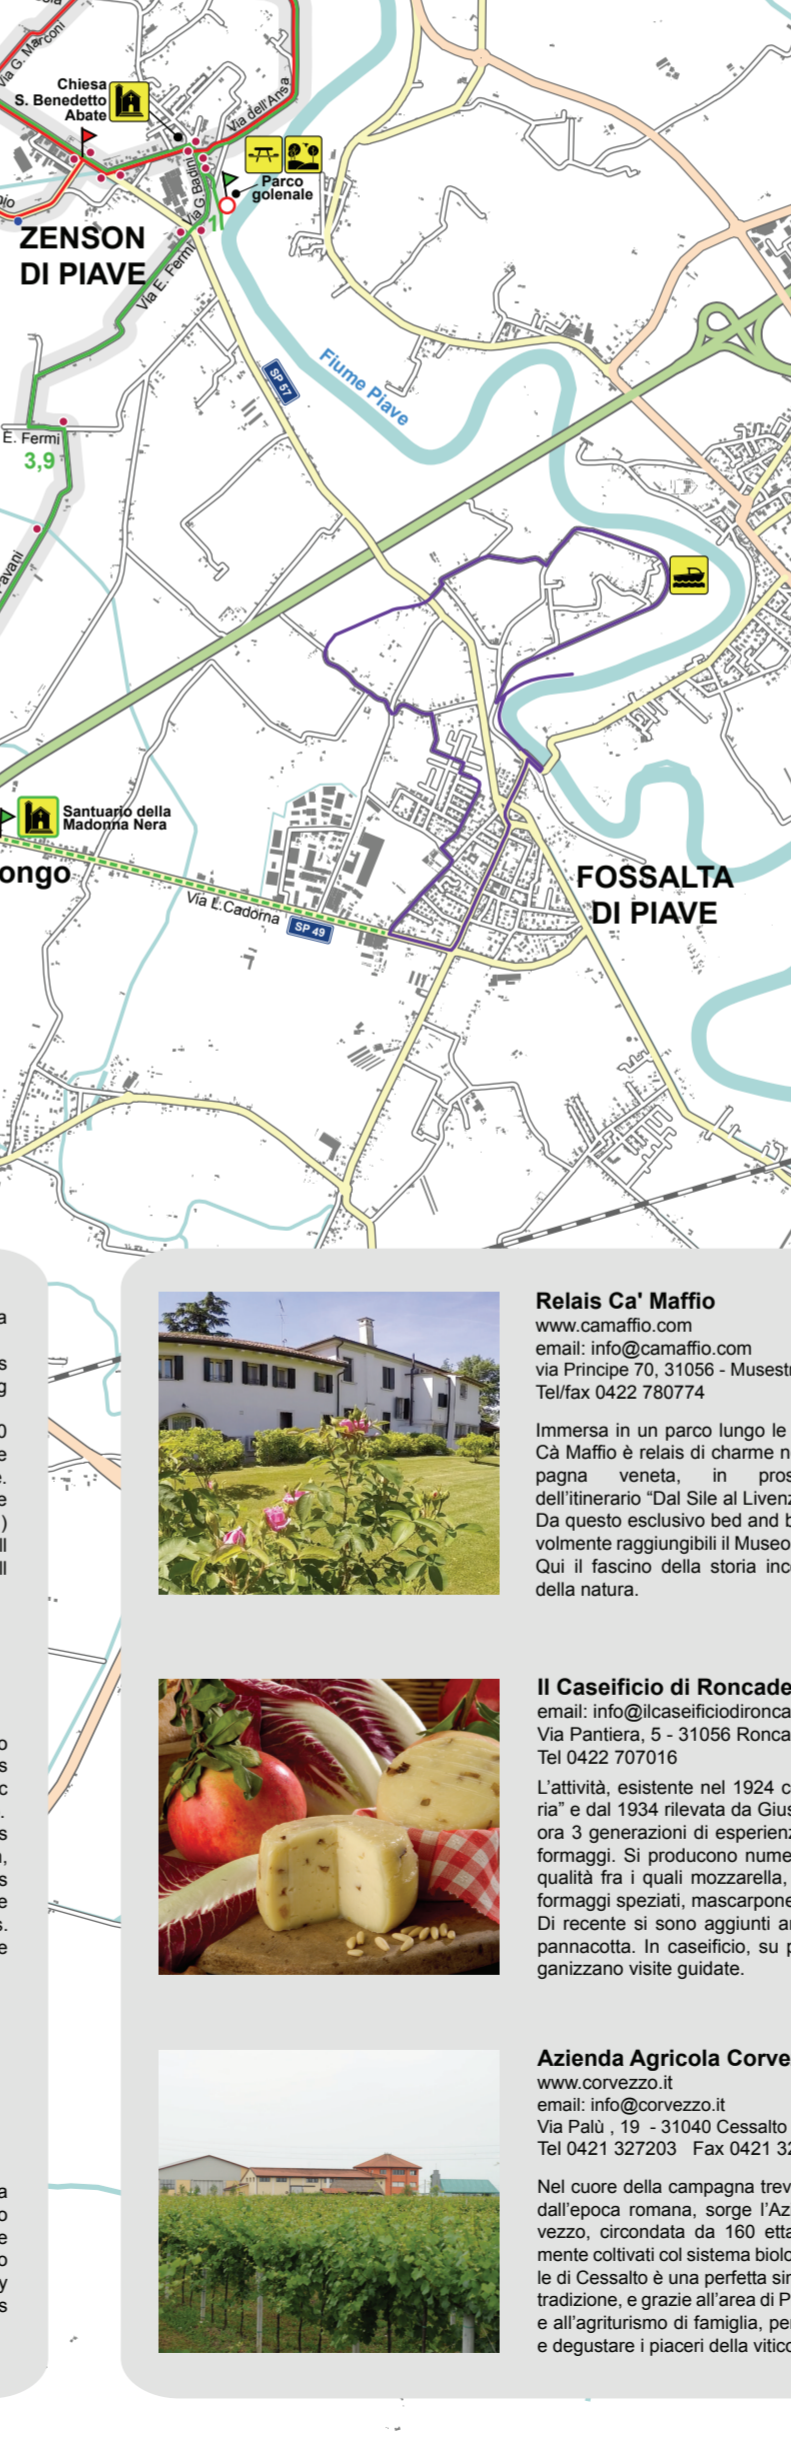 Via G. Marconi
Chiesa
S. Benedetto
Abate
Via dell'Ansa
Parco
golenale
Via G. Badini
11
ZENSON
DI PIAVE
Via E. Fermi
SP 57
Fiume Piave
E. Fermi
3,9
Santuario della
Madonna Nera
ongo
Via L.Cadorna
SP 49
FOSSALTA
DI PIAVE
a
s
g
0
e
.
e
)
ll
ll
o
s
c
.
s
,
s
e
s.
e
a
o
e
o
y
s
Relais Ca' Maffio
www.camaffio.com
email: info@camaffio.com
via Principe 70, 31056 - Musestr
Tel/fax 0422 780774
Immersa in un parco lungo le
Cà Maffio è relais di charme n
pagna veneta, in pros
dell'itinerario “Dal Sile al Livenz
Da questo esclusivo bed and b
volmente raggiungibili il Museo
Qui il fascino della storia inc
della natura.
Il Caseificio di Roncade
email: info@ilcaseificiodironca
Via Pantiera, 5 - 31056 Ronca
Tel 0422 707016
L’attività, esistente nel 1924 c
ria” e dal 1934 rilevata da Gius
ora 3 generazioni di esperienz
formaggi. Si producono nume
qualità fra i quali mozzarella,
formaggi speziati, mascarpone
Di recente si sono aggiunti a
pannacotta. In caseificio, su p
ganizzano visite guidate.
Azienda Agricola Corve
www.corvezzo.it
email: info@corvezzo.it
Via Palù , 19 - 31040 Cessalto
Tel 0421 327203 Fax 0421 32
Nel cuore della campagna trev
dall’epoca romana, sorge l’Az
vezzo, circondata da 160 etta
mente coltivati col sistema biolo
le di Cessalto è una perfetta sin
tradizione, e grazie all’area di P
e all’agriturismo di famiglia, per
e degustare i piaceri della vitico